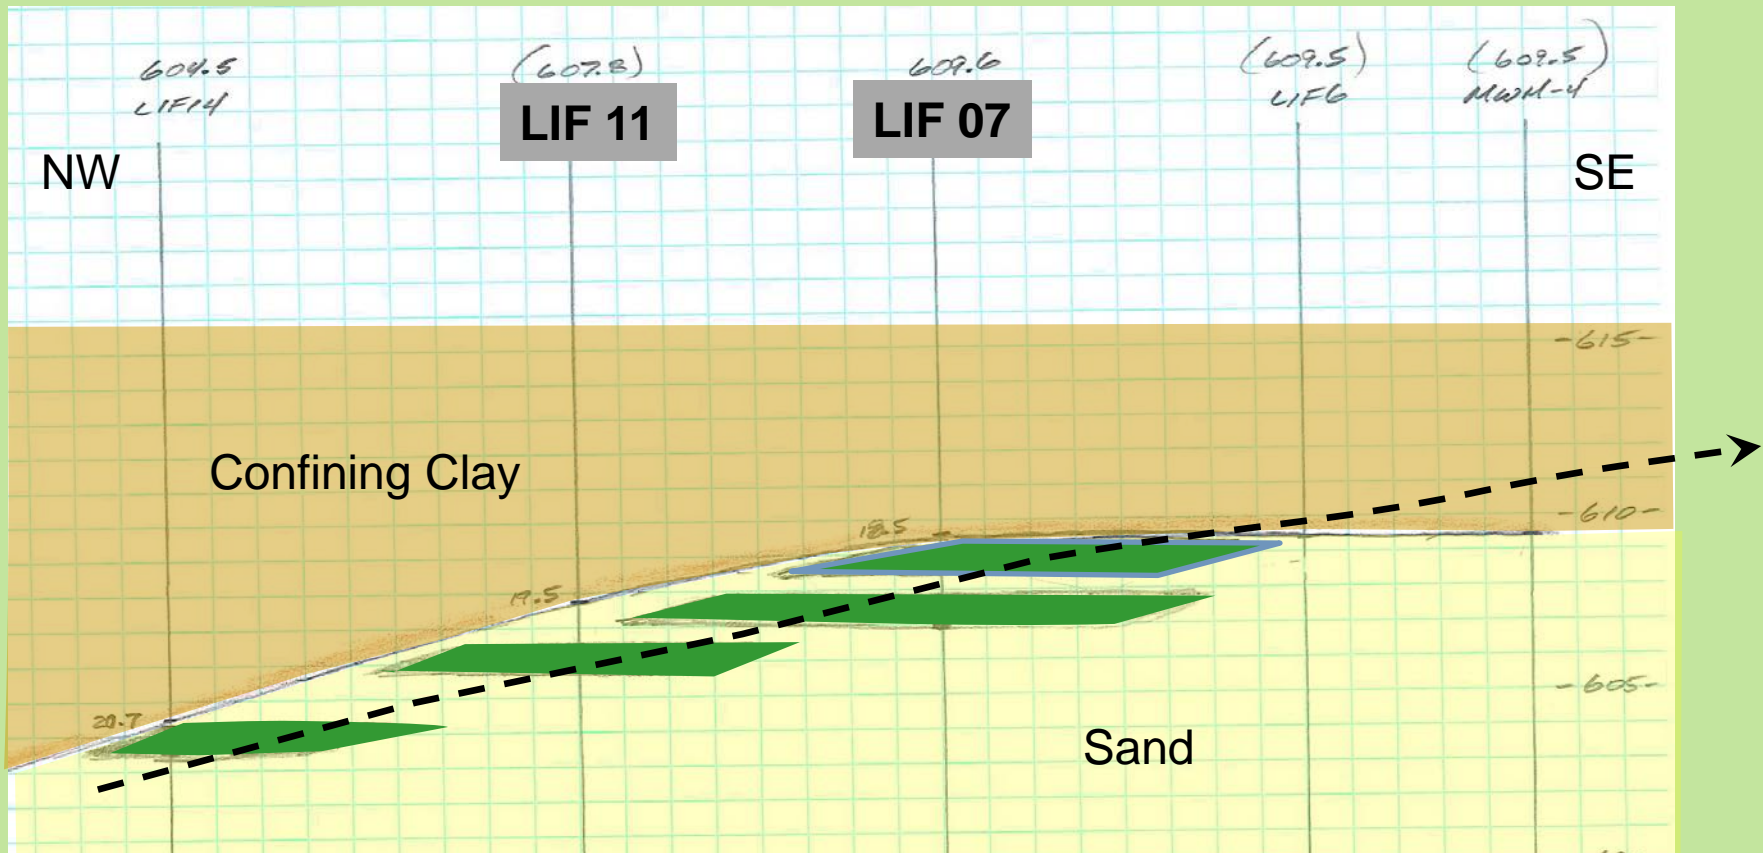 604.5 (607.8) 609.6 (609.5) (609.5)
LIF14 LIF 11 LIF 07 LIF6 MWM-4
NW SE
-615-
Confining Clay
-610-
18.5
19.5
-605-
20.7
Sand